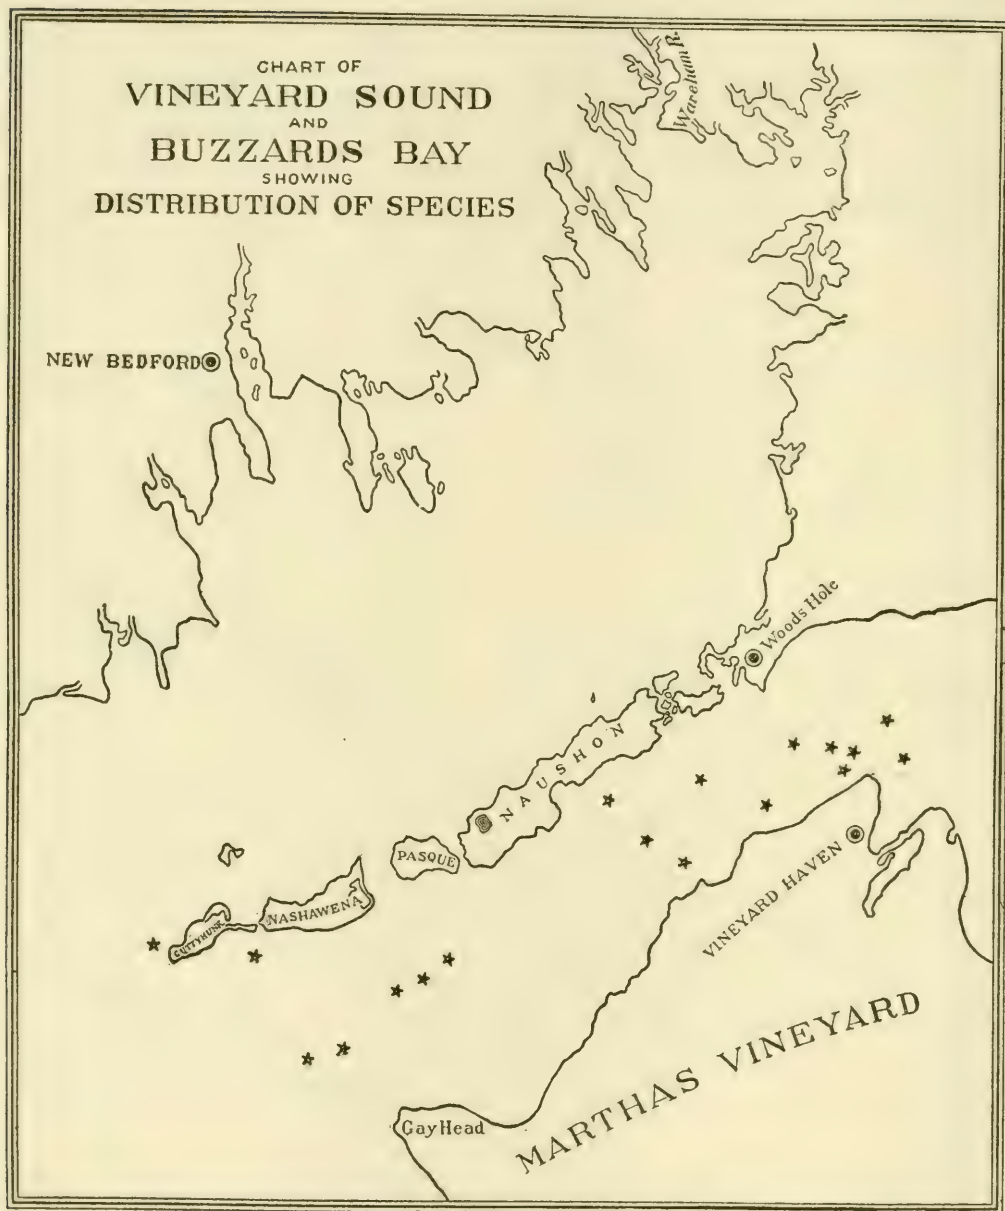 CHART OF
VINEYARD SOUND
AND
BUZZARDS BAY
SHOWING
DISTRIBUTION OF SPECIES
Wareham R.
NEW BEDFORD
Woods Hole
NAUSHON
PASQUE
NASHAWENA
CUTTYHUNK
VINEYARD HAVEN
MARTHAS VINEYARD
Gay Head